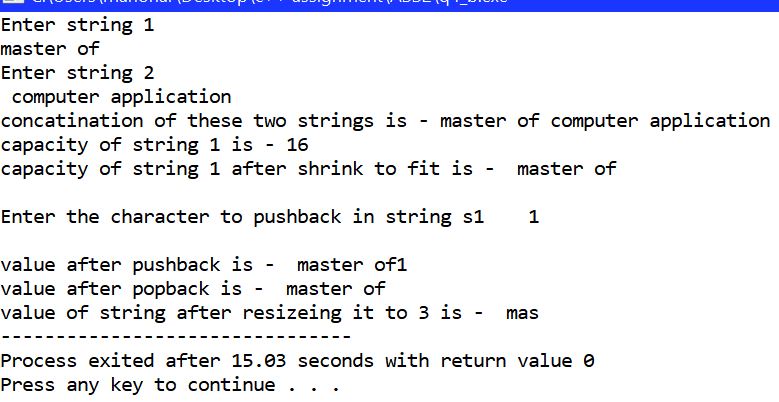 Enter string 1
master of
Enter string 2
 computer application
concatination of these two strings is - master of computer application
capacity of string 1 is - 16
capacity of string 1 after shrink to fit is -  master of
Enter the character to pushback in string s1    1
value after pushback is -  master of1
value after popback is -  master of
value of string after resizeing it to 3 is -  mas
--------------------------------
Process exited after 15.03 seconds with return value 0
Press any key to continue . . .